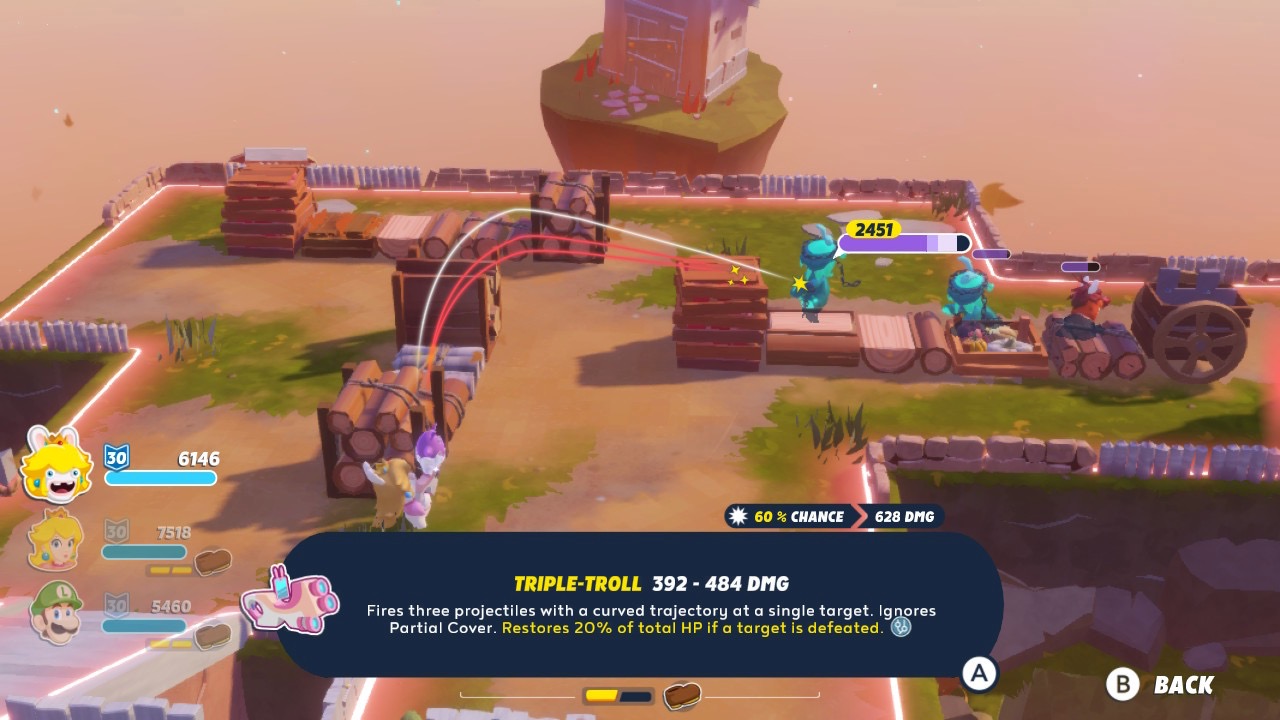 2451
30 6146
30 7518
30 5460
60 % CHANCE 628 DMG
TRIPLE-TROLL 392 - 484 DMG
Fires three projectiles with a curved trajectory at a single target. Ignores
Partial Cover. Restores 20% of total HP if a target is defeated.
A
B BACK
L